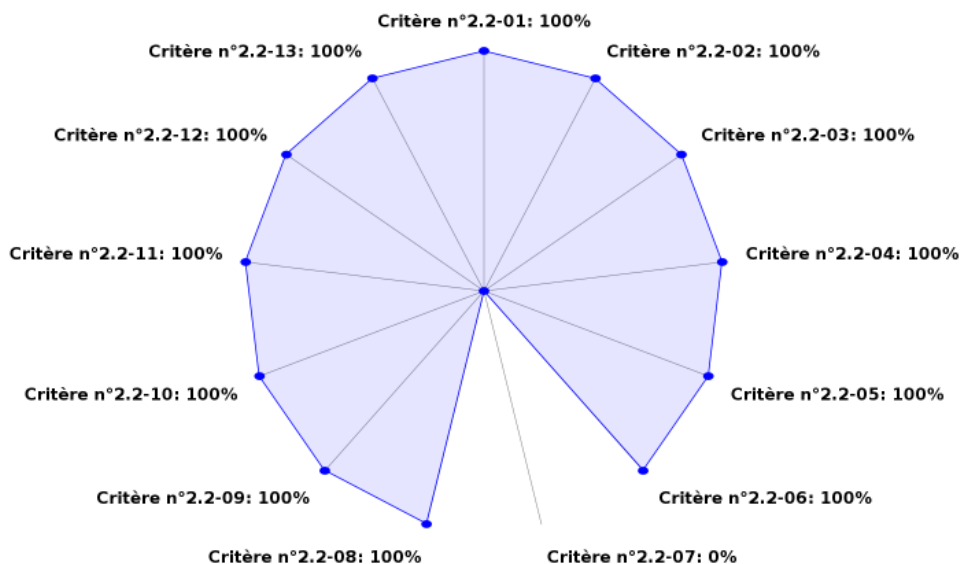 Critère n°2.2-01: 100%
Critère n°2.2-13: 100%
Critère n°2.2-02: 100%
Critère n°2.2-12: 100%
Critère n°2.2-03: 100%
Critère n°2.2-11: 100%
Critère n°2.2-04: 100%
Critère n°2.2-10: 100%
Critère n°2.2-05: 100%
Critère n°2.2-09: 100%
Critère n°2.2-06: 100%
Critère n°2.2-08: 100%
Critère n°2.2-07: 0%